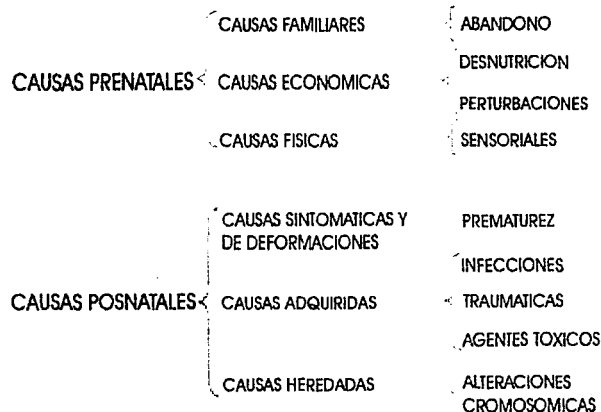 CAUSAS FAMILIARES
ABANDONO
CAUSAS PRENATALES
CAUSAS ECONOMICAS
DESNUTRICION
PERTURBACIONES
CAUSAS FISICAS
SENSORIALES
CAUSAS SINTOMATICAS Y
DE DEFORMACIONES
PREMATUREZ
CAUSAS POSNATALES
CAUSAS ADQUIRIDAS
INFECCIONES
TRAUMATICAS
AGENTES TOXICOS
CAUSAS HEREDADAS
ALTERACIONES
CROMOSOMICAS